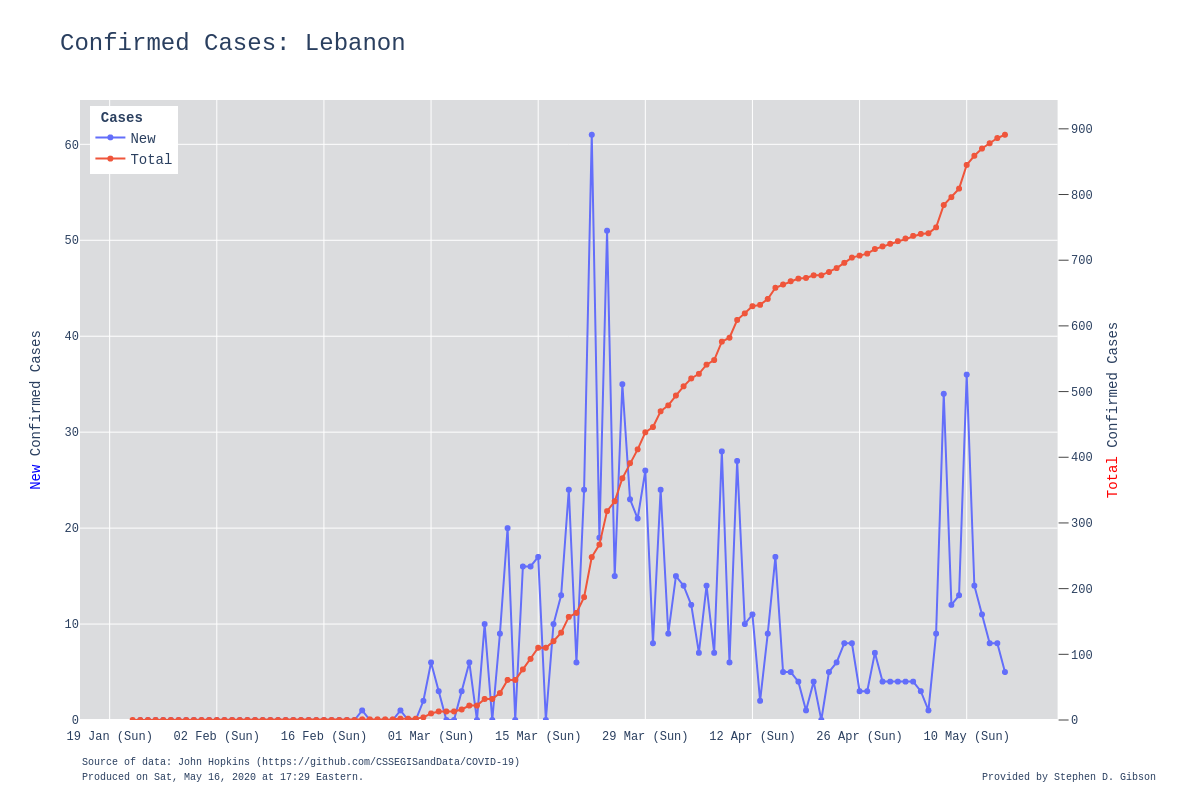 Confirmed Cases: Lebanon
Cases
New
Total
60
50
40
30
20
10
0
New Confirmed Cases
900
800
700
600
500
400
300
200
100
0
Total Confirmed Cases
19 Jan (Sun)
02 Feb (Sun)
16 Feb (Sun)
01 Mar (Sun)
15 Mar (Sun)
29 Mar (Sun)
12 Apr (Sun)
26 Apr (Sun)
10 May (Sun)
Source of data: John Hopkins (https://github.com/CSSEGISandData/COVID-19)
Produced on Sat, May 16, 2020 at 17:29 Eastern.
Provided by Stephen D. Gibson